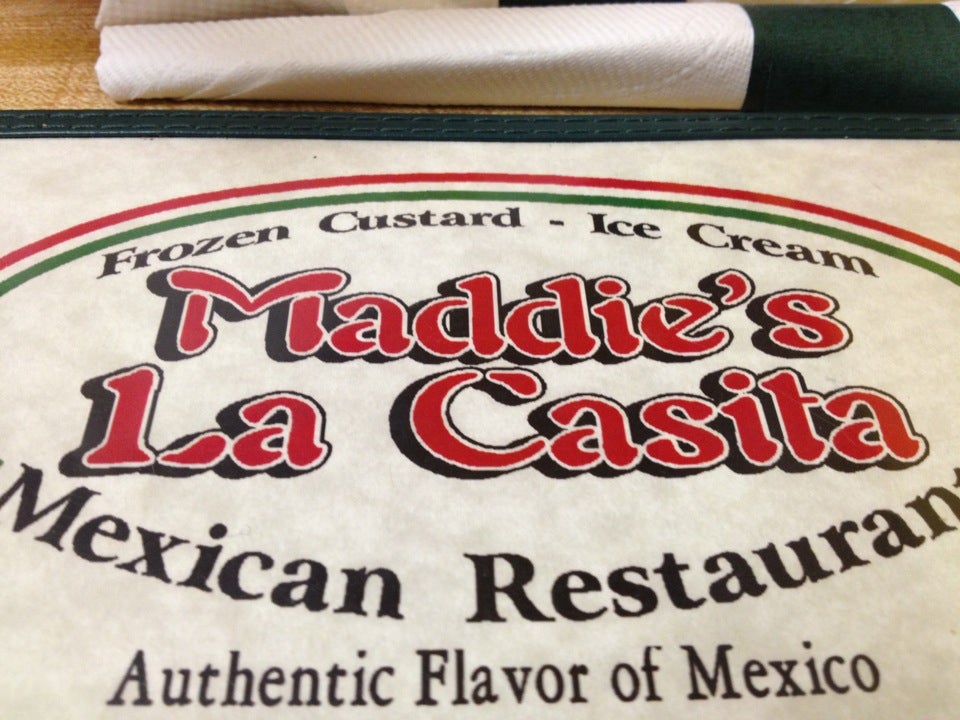 Frozen Custard - Ice Cream
Maddie's
La Casita
Mexican Restaurant
Authentic Flavor of Mexico